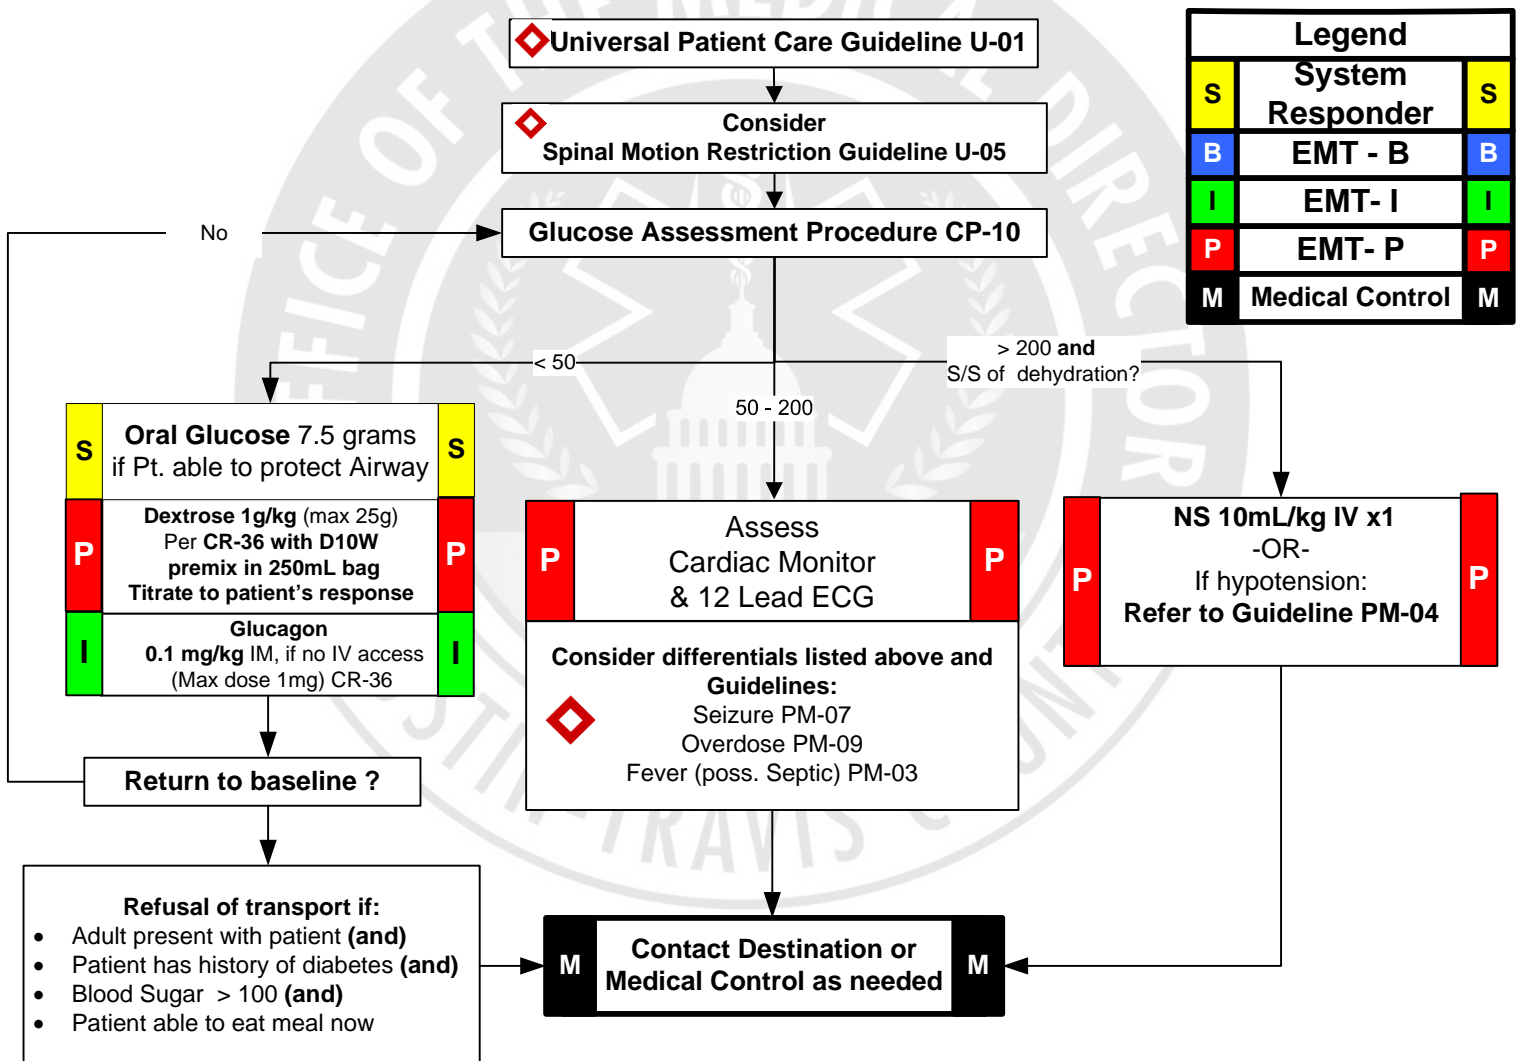 Universal Patient Care Guideline U-01
Consider
Spinal Motion Restriction Guideline U-05
Glucose Assessment Procedure CP-10
Legend
S System S
Responder
B EMT - B B
I EMT- I I
P EMT- P P
M Medical Control M
No
< 50
50 - 200
> 200 and
S/S of dehydration?
S Oral Glucose 7.5 grams S
if Pt. able to protect Airway
P Dextrose 1g/kg (max 25g) P
Per CR-36 with D10W
premix in 250mL bag
Titrate to patient's response
I Glucagon I
0.1 mg/kg IM, if no IV access
(Max dose 1mg) CR-36
Return to baseline ?
Refusal of transport if:
• Adult present with patient (and)
• Patient has history of diabetes (and)
• Blood Sugar > 100 (and)
• Patient able to eat meal now
P Assess P
Cardiac Monitor
& 12 Lead ECG
Consider differentials listed above and
Guidelines:
Seizure PM-07
Overdose PM-09
Fever (poss. Septic) PM-03
P NS 10mL/kg IV x1 P
-OR-
If hypotension:
Refer to Guideline PM-04
M Contact Destination or M
Medical Control as needed
OFFICE OF THE MEDICAL DIRECTOR